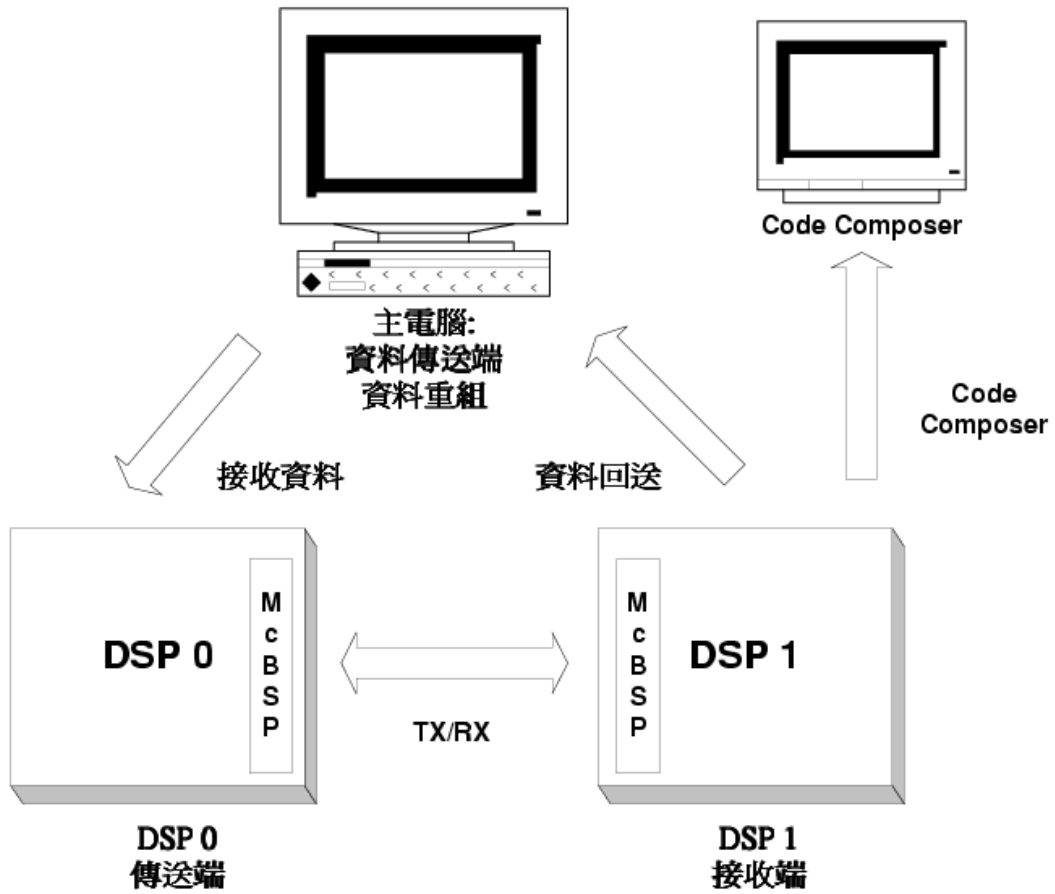 Code Composer
主電腦:
資料傳送端
資料重組
Code
Composer
接收資料
資料回送
DSP 0
McBSP
McBSP
DSP 1
TX/RX
DSP 0
傳送端
DSP 1
接收端